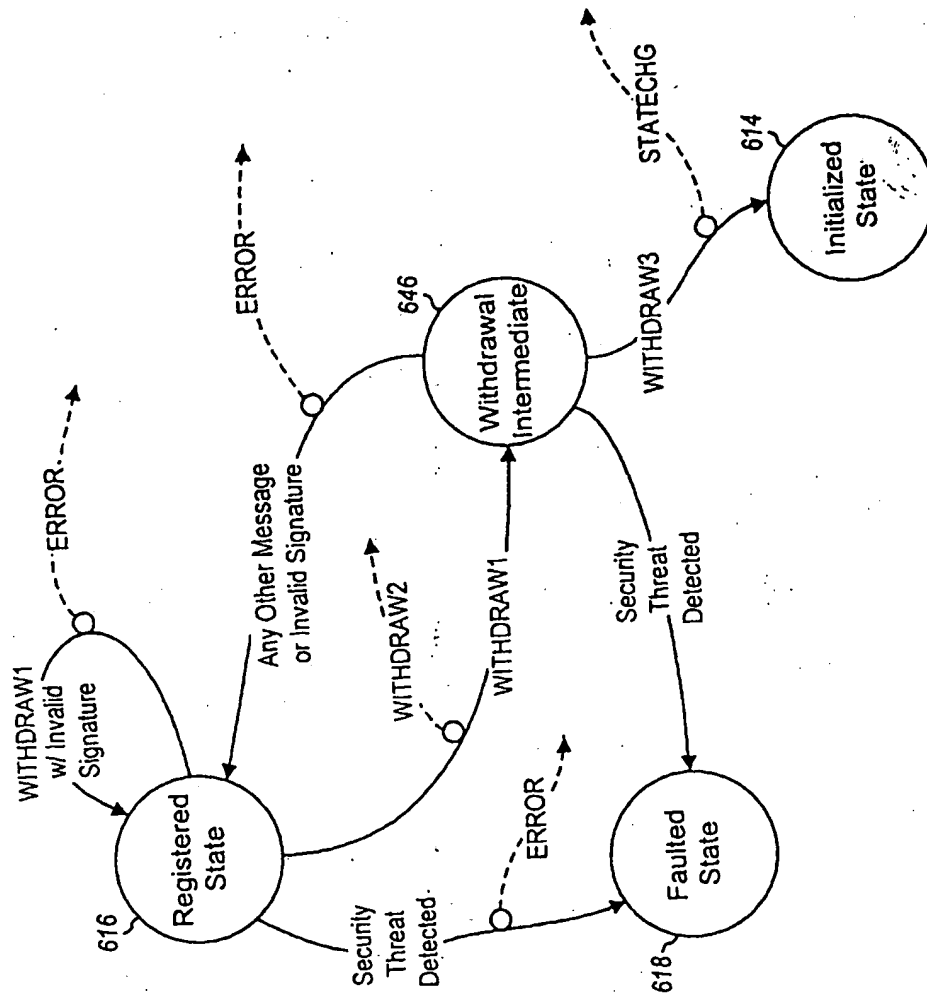 WITHDRAW1
w/ Invalid
Signature
ERROR
616
Registered
State
Any Other Message
or Invalid Signature
ERROR
WITHDRAW2
WITHDRAW1
646
Withdrawal
Intermediate
STATECHG
WITHDRAW3
614
Initialized
State
Security
Threat
Detected
ERROR
Security
Threat
Detected
618
Faulted
State